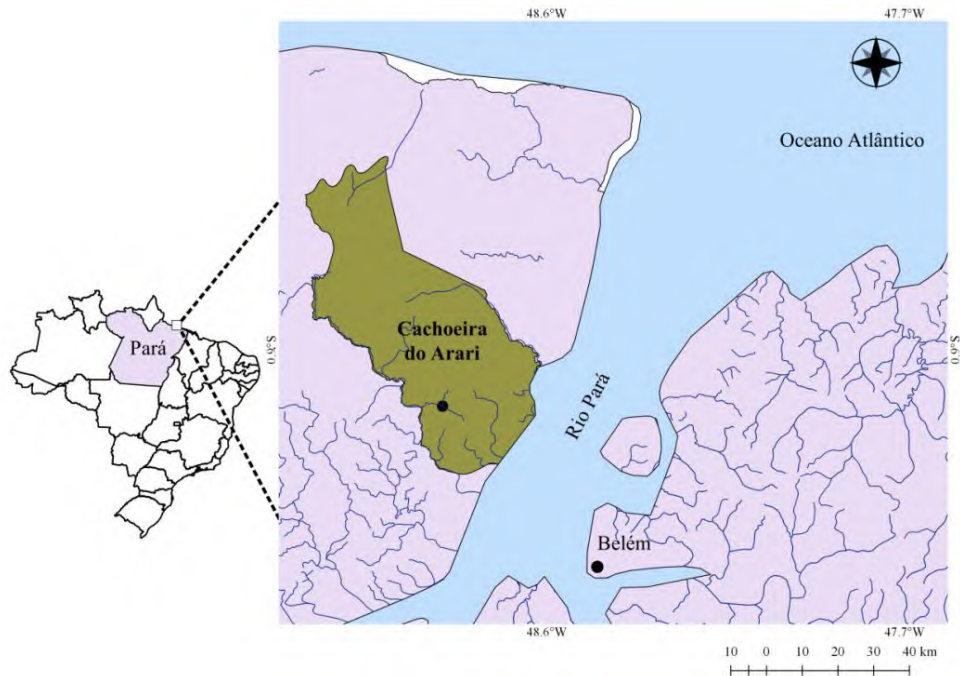 48.6°W
47.7°W
Oceano Atlântico
Pará
Cachoeira
do Arari
0.9°S
0.9°S
Rio Pará
Belém
48.6°W
47.7°W
10 0 10 20 30 40 km